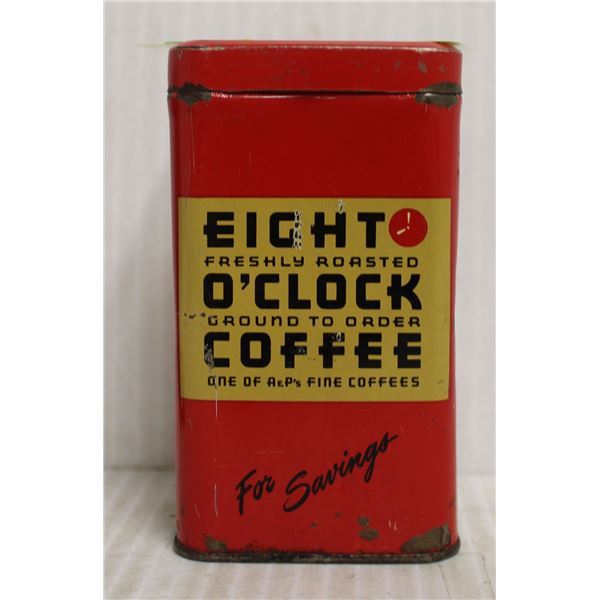 EIGHT
FRESHLY ROASTED
O'CLOCK
GROUND TO ORDER
COFFEE
ONE OF A&P's FINE COFFEES
For Savings